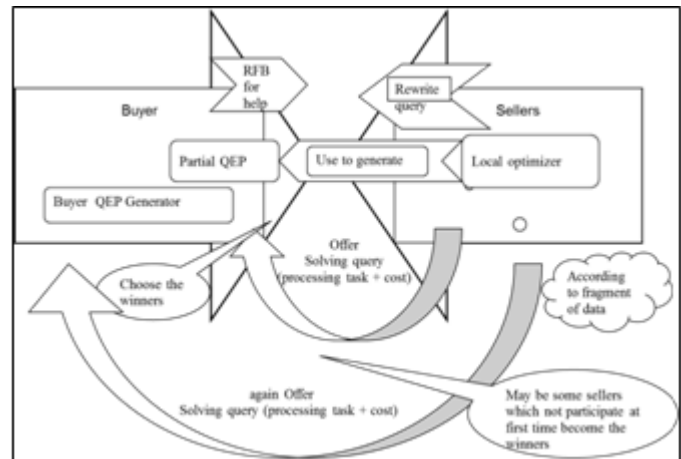 RFB
for
help
Rewrite
query
Buyer
Sellers
Partial QEP
Use to generate
Local optimizer
Buyer QEP Generator
Offer
Solving query
(processing task + cost)
Choose the
winners
According
to fragment
of data
again Offer
Solving query (processing task + cost)
May be some sellers
which not participate at
first time become the
winners